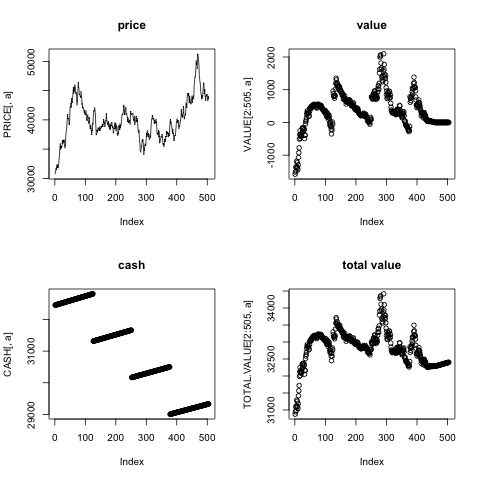 price
PRICE[, a]
30000 40000 50000
0 100 200 300 400 500
Index
value
VALUE[2:505, a]
-1000 0 1000 2000
0 100 200 300 400 500
Index
cash
CASH[, a]
29000 31000
0 100 200 300 400 500
Index
total value
TOTAL.VALUE[2:505, a]
31000 32500 34000
0 100 200 300 400 500
Index